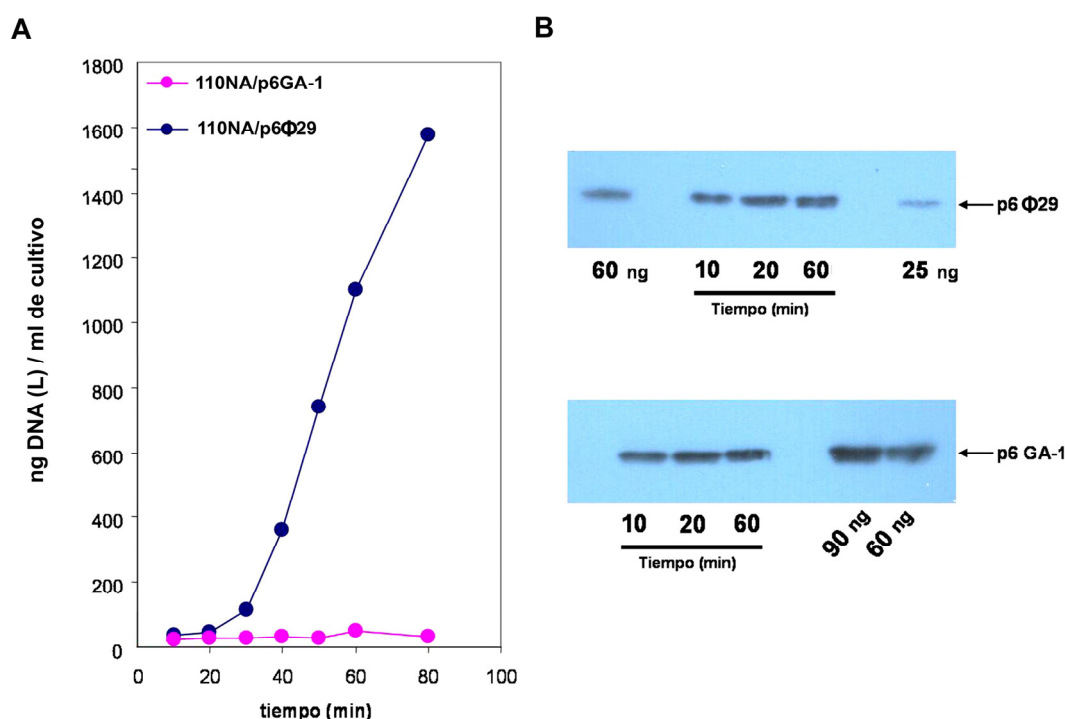 A
B
110NA/p6GA-1
110NA/p6Φ29
ng DNA (L) / ml de cultivo
1800
1600
1400
1200
1000
800
600
400
200
0
0 20 40 60 80 100
tiempo (min)
p6 Φ29
60 ng 10 20 60 25 ng
Tiempo (min)
p6 GA-1
10 20 60 90 ng 60 ng
Tiempo (min)